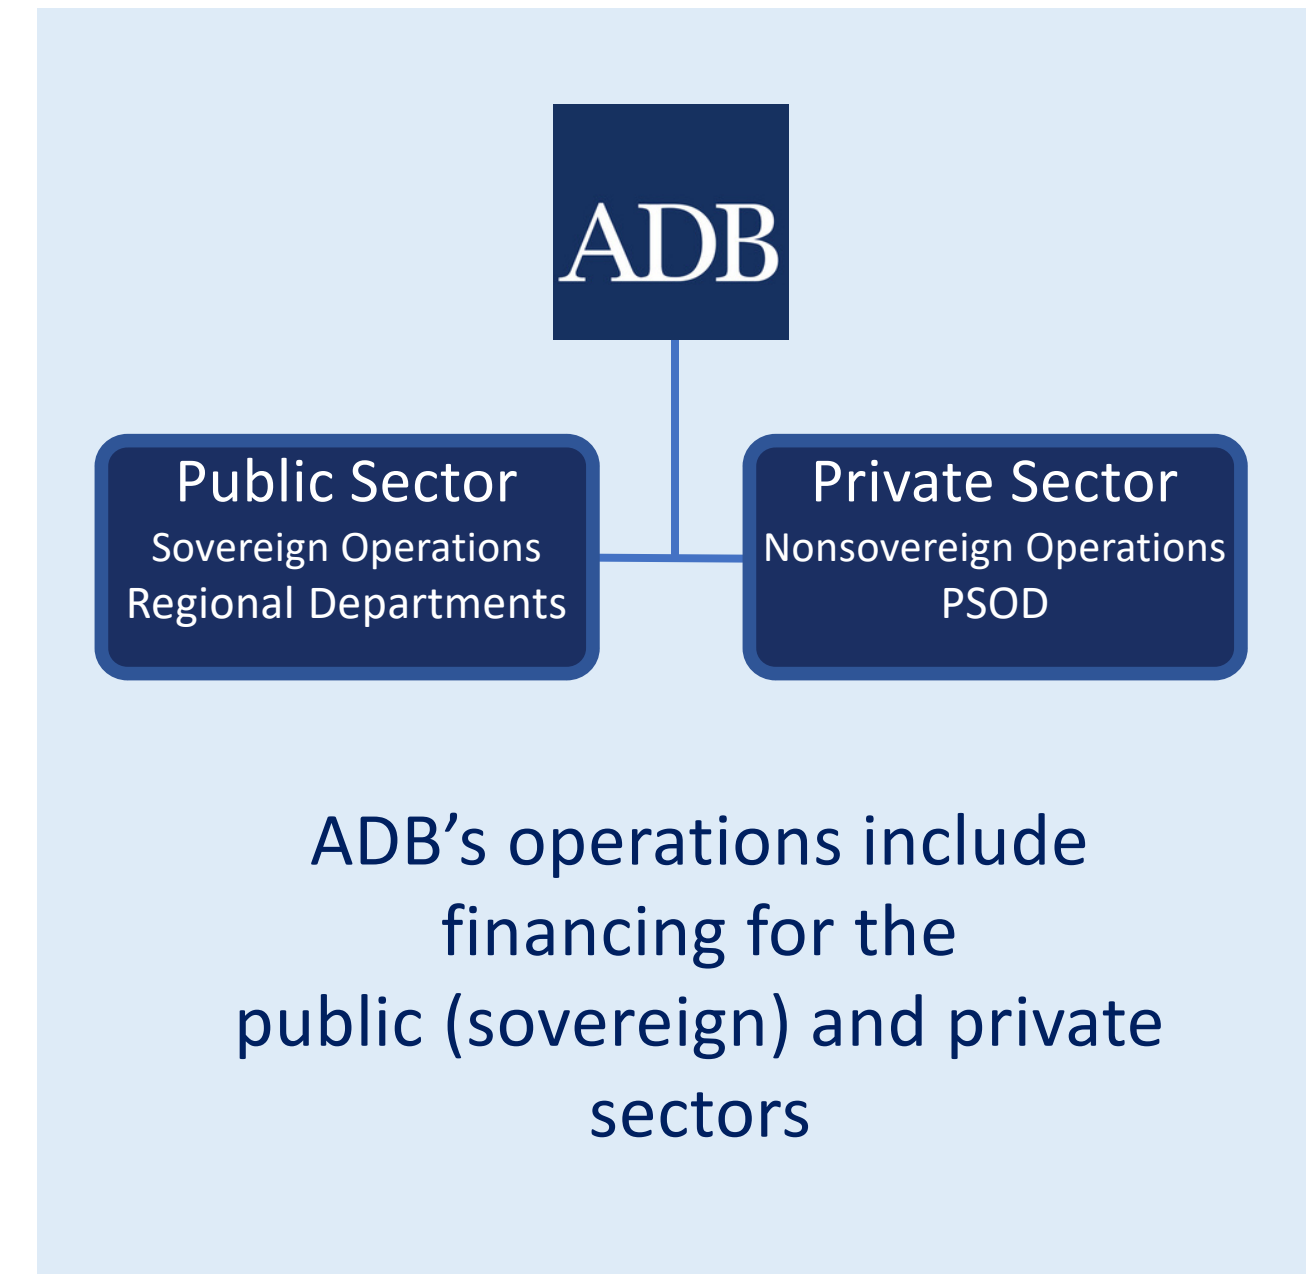 ADB
Public Sector
Sovereign Operations
Regional Departments
Private Sector
Nonsovereign Operations
PSOD
ADB’s operations include
financing for the
public (sovereign) and private
sectors